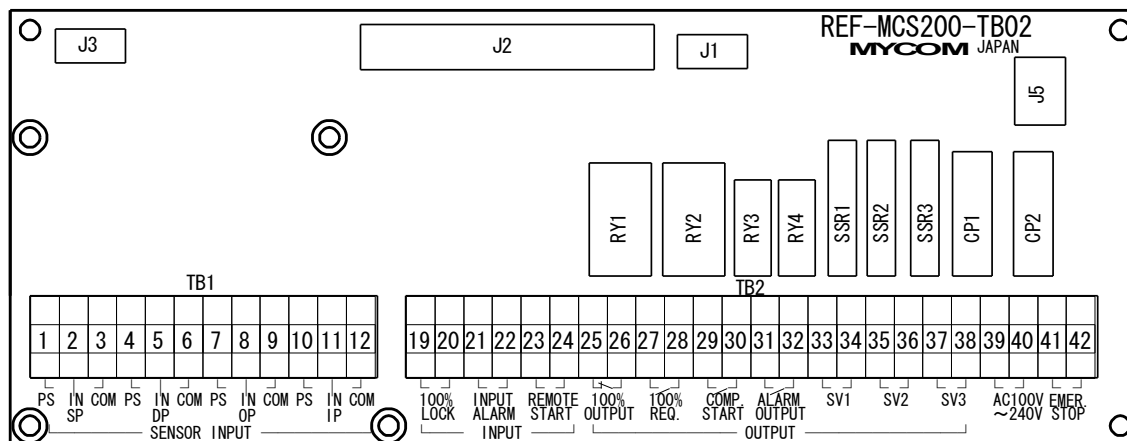 REF-MCS200-TB02
MYCOM JAPAN
J3
J2
J1
J5
RY1
RY2
RY3
RY4
SSR1
SSR2
SSR3
CP1
CP2
TB1
TB2
1 2 3 4 5 6 7 8 9 10 11 12
19 20 21 22 23 24 25 26 27 28 29 30 31 32 33 34 35 36 37 38 39 40 41 42
PS IN SP COM PS IN DP COM PS IN OP COM PS IN IP COM
SENSOR INPUT
100% LOCK
INPUT ALARM
REMOTE START
INPUT
100% OUTPUT
100% REQ.
COMP. START
ALARM OUTPUT
SV1
SV2
SV3
OUTPUT
AC100V ～240V
EMER. STOP